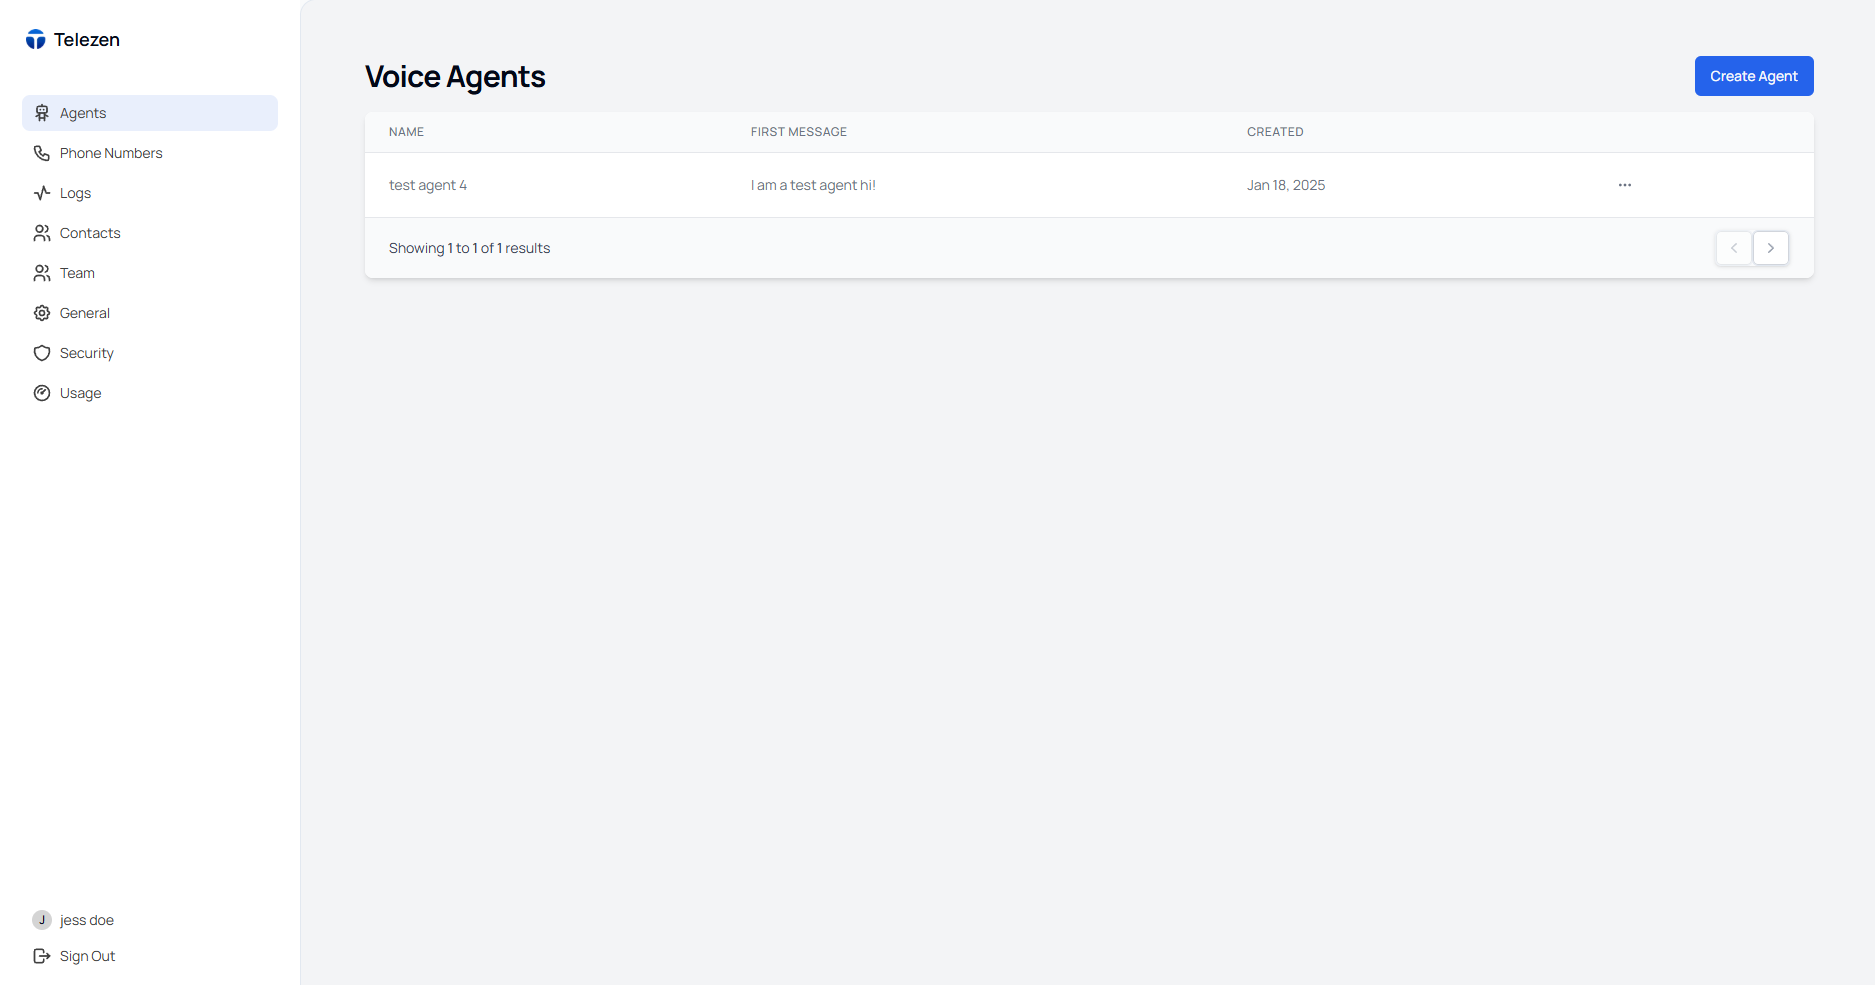 Telezen
Agents
Phone Numbers
Logs
Contacts
Team
General
Security
Usage
J jess doe
Sign Out
Voice Agents
Create Agent
NAME FIRST MESSAGE CREATED
test agent 4 I am a test agent hi! Jan 18, 2025 ...
Showing 1 to 1 of 1 results